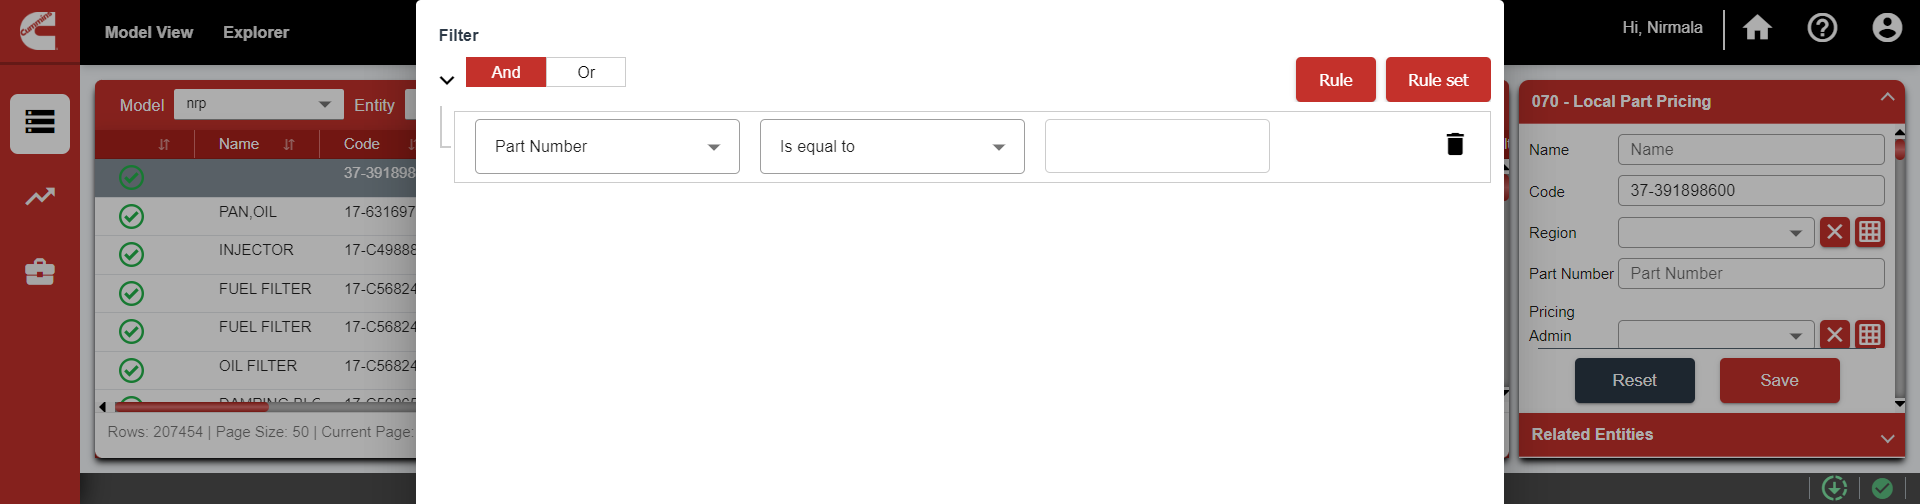 Cummins
Model View Explorer
Hi, Nirmala
Filter
And Or
Rule Rule set
Part Number Is equal to
Model nrp Entity
Name Code
37-391898
PAN,OIL 17-631697
INJECTOR 17-C49888
FUEL FILTER 17-C56824
FUEL FILTER 17-C56824
OIL FILTER 17-C56824
Rows: 207454 | Page Size: 50 | Current Page:
070 - Local Part Pricing
Name Name
Code 37-391898600
Region
Part Number Part Number
Pricing
Admin
Reset Save
Related Entities